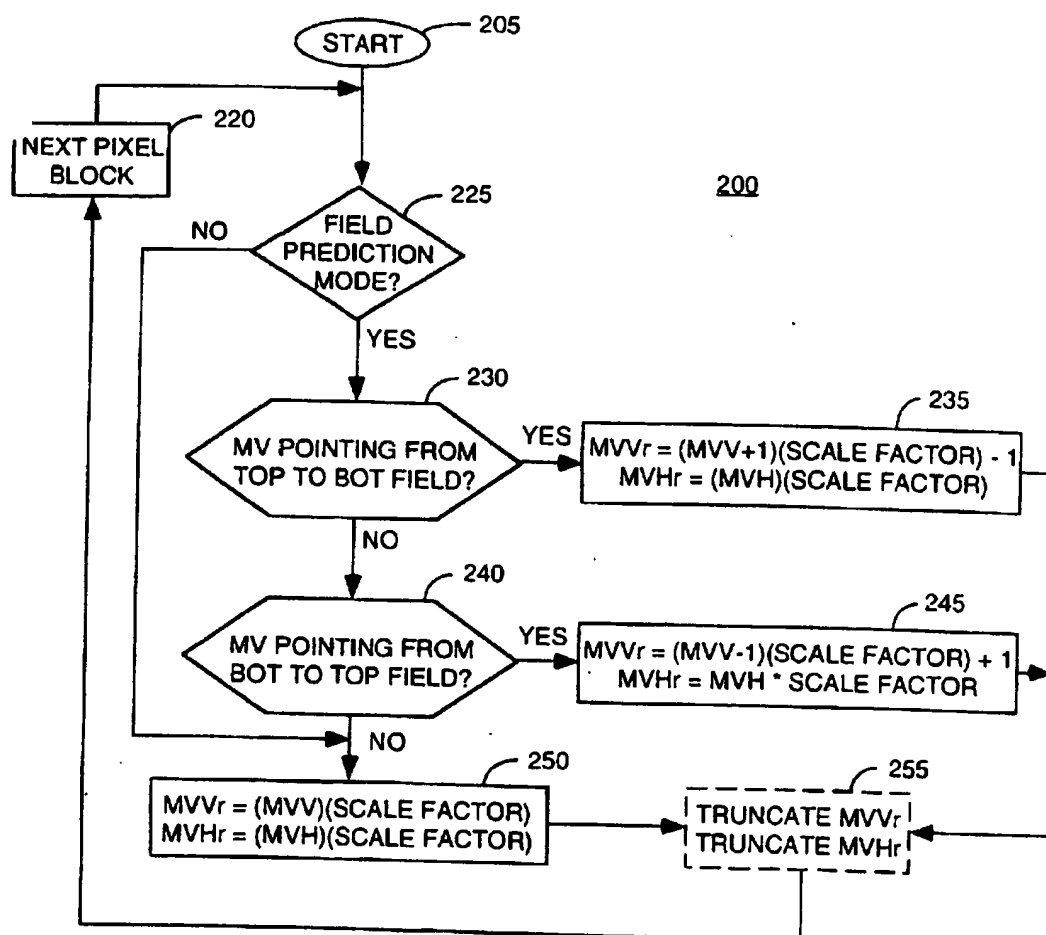 START
205
220
NEXT PIXEL
BLOCK
200
225
FIELD
PREDICTION
MODE?
NO
YES
230
MV POINTING FROM
TOP TO BOT FIELD?
YES
235
MVVr = (MVV+1)(SCALE FACTOR) - 1
MVHr = (MVH)(SCALE FACTOR)
NO
240
MV POINTING FROM
BOT TO TOP FIELD?
YES
245
MVVr = (MVV-1)(SCALE FACTOR) + 1
MVHr = MVH * SCALE FACTOR
NO
250
MVVr = (MVV)(SCALE FACTOR)
MVHr = (MVH)(SCALE FACTOR)
255
TRUNCATE MVVr
TRUNCATE MVHr